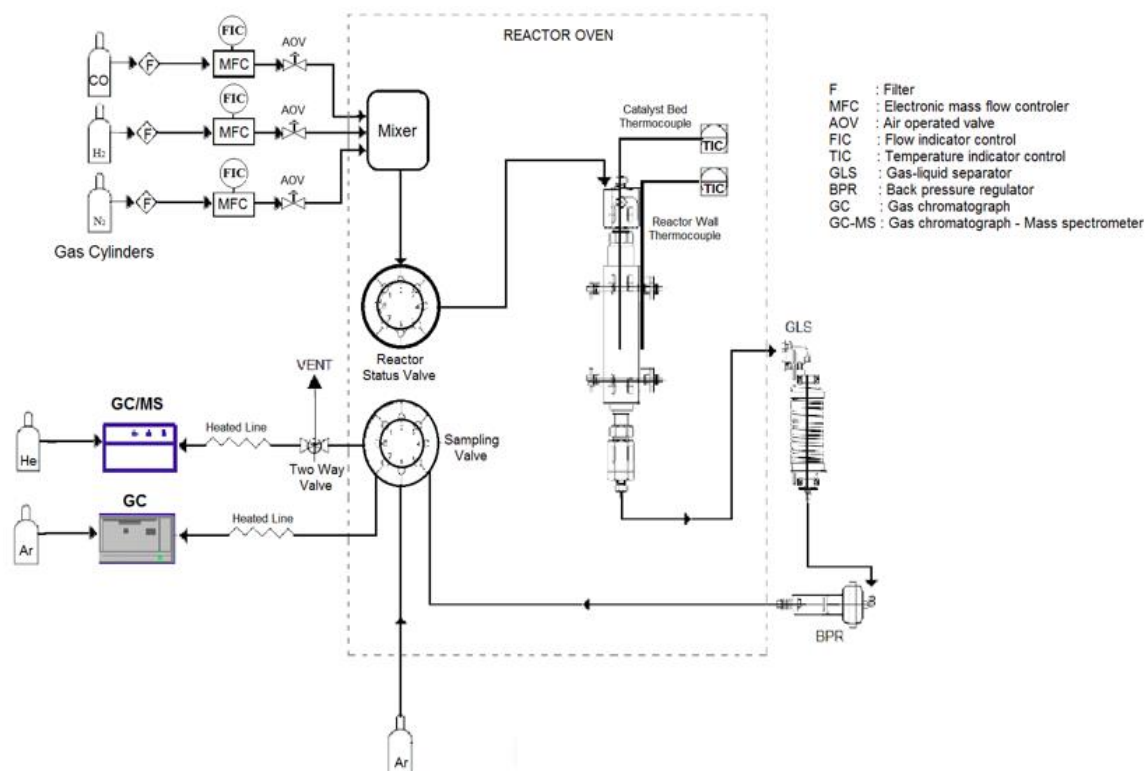 REACTOR OVEN
FIC
CO
F
MFC
AOV
FIC
H₂
F
MFC
AOV
FIC
N₂
F
MFC
AOV
Gas Cylinders
Mixer
Reactor
Status Valve
Catalyst Bed
Thermocouple
TIC
TIC
Reactor Wall
Thermocouple
F : Filter
MFC : Electronic mass flow controler
AOV : Air operated valve
FIC : Flow indicator control
TIC : Temperature indicator control
GLS : Gas-liquid separator
BPR : Back pressure regulator
GC : Gas chromatograph
GC-MS : Gas chromatograph - Mass spectrometer
GLS
VENT
GC/MS
He
Heated Line
Two Way
Valve
Sampling
Valve
GC
Ar
Heated Line
BPR
Ar